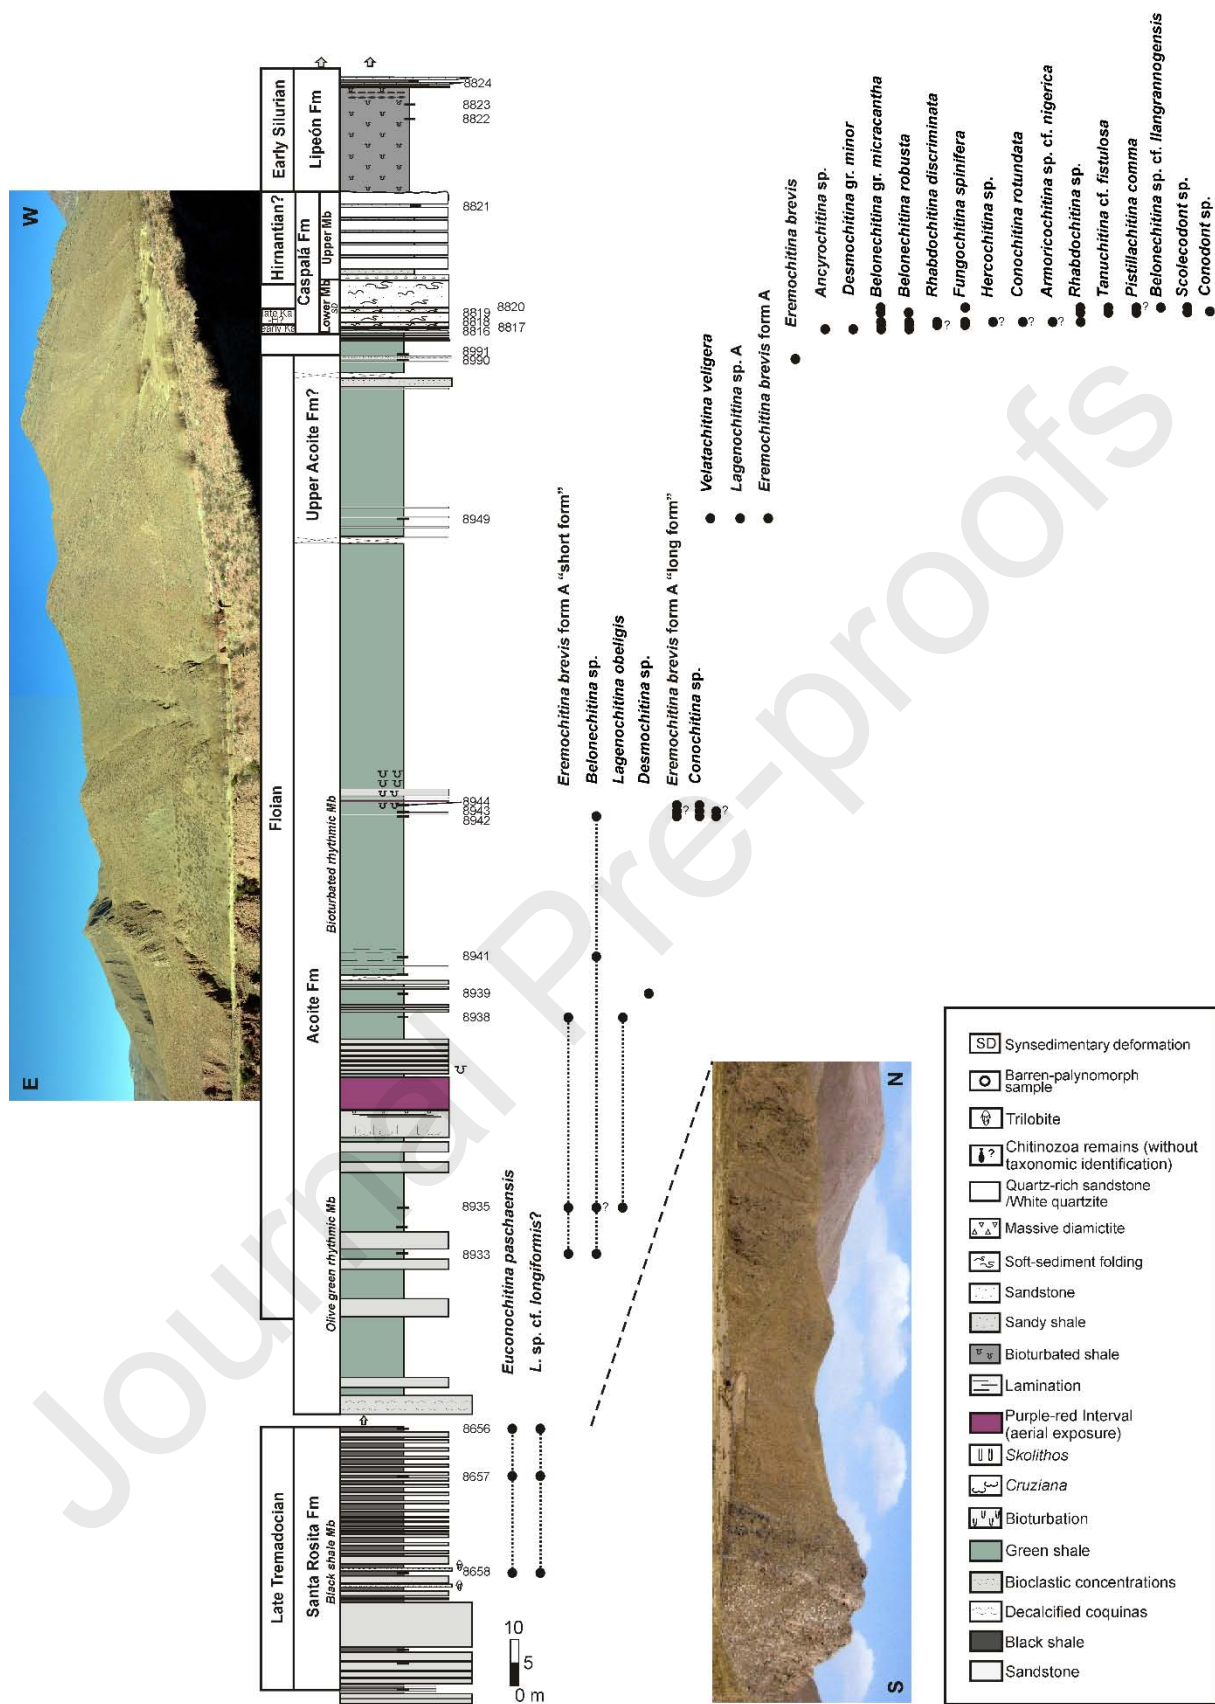 W
E
Early Silurian
Lipeón Fm
Hirnantian?
Caspalá Fm
Upper Mb
Lower Mb
SD
Floian
Upper Acoite Fm?
Acoite Fm
Bioturbated rhythmic Mb
Olive green rhythmic Mb
Late Tremadocian
Santa Rosita Fm
Black shale Mb
8824
8823
8822
8821
8820
8819
8818
8817
8816
8991
8990
8949
8944
8943
8942
8941
8939
8938
8935
8933
8656
8657
8658
Euconochitina paschaensis
L. sp. cf. longiformis?
Eremochitina brevis form A “short form”
Belonechitina sp.
Lagenochitina obeligis
Desmochitina sp.
Eremochitina brevis form A “long form”
Conochitina sp.
Velatachitina veligera
Lagenochitina sp. A
Eremochitina brevis form A
Eremochitina brevis
Ancyrochitina sp.
Desmochitina gr. minor
Belonechitina gr. micracantha
Belonechitina robusta
Rhabdochitina discriminata
Fungochitina spinifera
Hercochitina sp.
Conochitina rotundata
Armoricochitina sp. cf. nigerica
Rhabdochitina sp.
Tanuchitina cf. fistulosa
Pistillachitina comma
Belonechitina sp. cf. llangrannogensis
Scolecodont sp.
Conodont sp.
?
?
?
?
?
?
?
?
10
5
0 m
N
S
SD Synsedimentary deformation
Barren-palynomorph
sample
Trilobite
? Chitinozoa remains (without
taxonomic identification)
Quartz-rich sandstone
/White quartzite
Massive diamictite
Soft-sediment folding
Sandstone
Sandy shale
Bioturbated shale
Lamination
Purple-red Interval
(aerial exposure)
Skolithos
Cruziana
Bioturbation
Green shale
Bioclastic concentrations
Decalcified coquinas
Black shale
Sandstone
Journal Pre-proofs